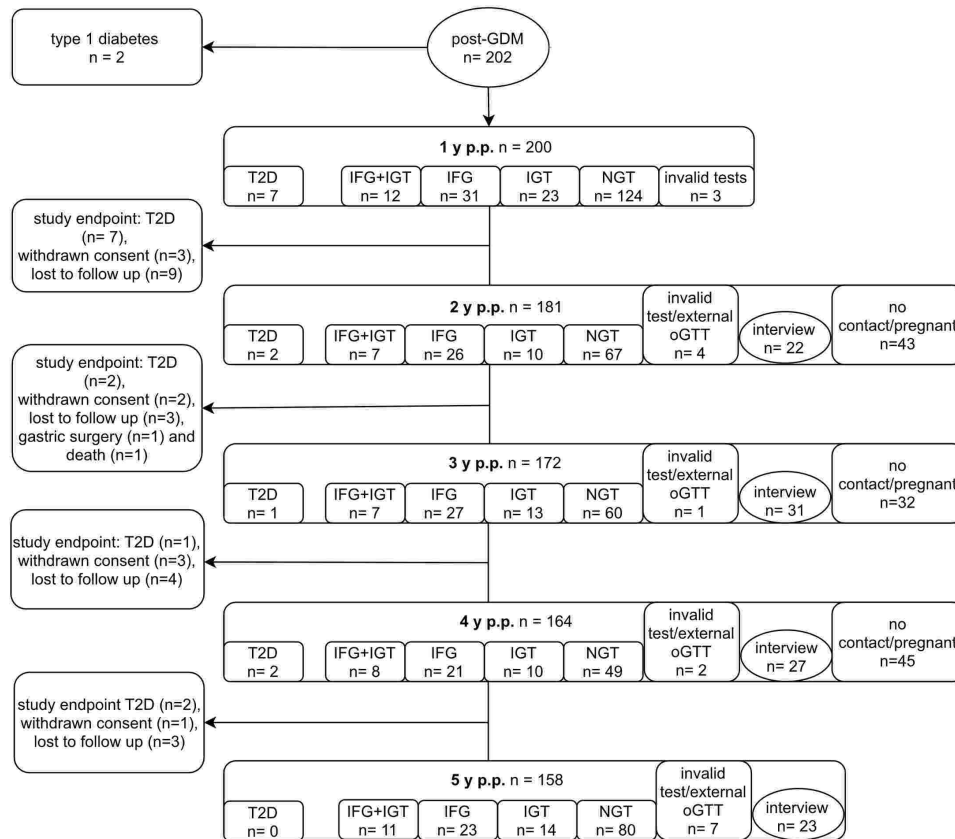 type 1 diabetes
n = 2
post-GDM
n= 202
1 y p.p. n = 200
T2D
n= 7
IFG+IGT
n= 12
IFG
n= 31
IGT
n= 23
NGT
n= 124
invalid tests
n= 3
study endpoint: T2D
(n= 7),
withdrawn consent (n=3),
lost to follow up (n=9)
2 y p.p. n = 181
T2D
n= 2
IFG+IGT
n= 7
IFG
n= 26
IGT
n= 10
NGT
n= 67
invalid
test/external
oGTT
n= 4
interview
n= 22
no
contact/pregnant
n=43
study endpoint: T2D
(n=2),
withdrawn consent (n=2),
lost to follow up (n=3),
gastric surgery (n=1) and
death (n=1)
3 y p.p. n = 172
T2D
n= 1
IFG+IGT
n= 7
IFG
n= 27
IGT
n= 13
NGT
n= 60
invalid
test/external
oGTT
n= 1
interview
n= 31
no
contact/pregnant
n=32
study endpoint: T2D (n=1),
withdrawn consent (n=3),
lost to follow up (n=4)
4 y p.p. n = 164
T2D
n= 2
IFG+IGT
n= 8
IFG
n= 21
IGT
n= 10
NGT
n= 49
invalid
test/external
oGTT
n= 2
interview
n= 27
no
contact/pregnant
n=45
study endpoint T2D (n=2),
withdrawn consent (n=1),
lost to follow up (n=3)
5 y p.p. n = 158
T2D
n= 0
IFG+IGT
n= 11
IFG
n= 23
IGT
n= 14
NGT
n= 80
invalid
test/external
oGTT
n= 7
interview
n= 23